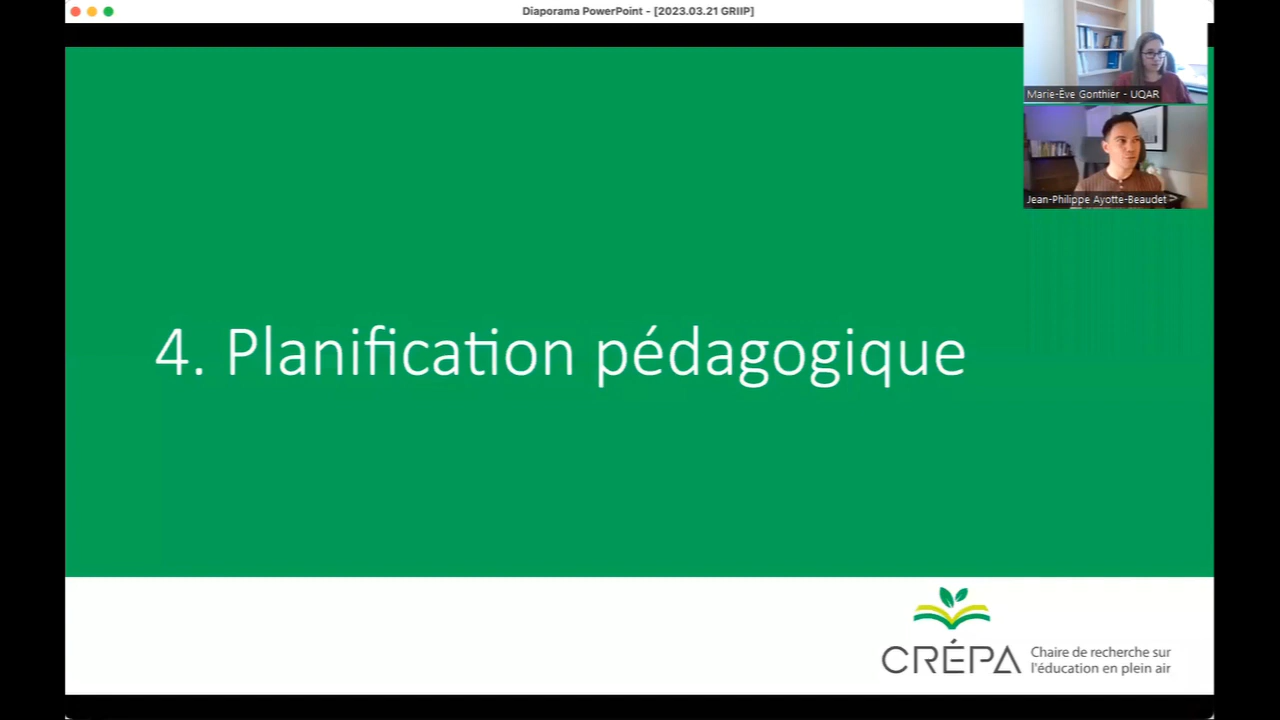 Diaporama PowerPoint - [2023.03.21 GRIIP]
Marie-Ève Gonthier - UQAR
Jean-Philippe Ayotte-Beaudet
4. Planification pédagogique
CRÉPA
Chaire de recherche sur
l'éducation en plein air